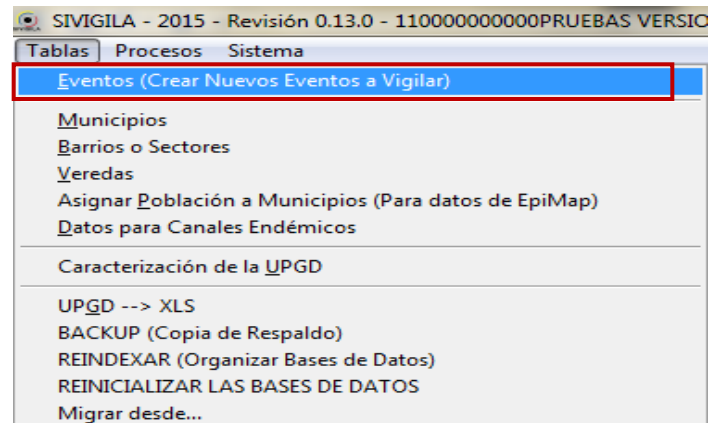 SIVIGILA - 2015 - Revisión 0.13.0 - 110000000000PRUEBAS VERSIO
Tablas Procesos Sistema
Eventos (Crear Nuevos Eventos a Vigilar)
Municipios
Barrios o Sectores
Veredas
Asignar Población a Municipios (Para datos de EpiMap)
Datos para Canales Endémicos
Caracterización de la UPGD
UPGD --> XLS
BACKUP (Copia de Respaldo)
REINDEXAR (Organizar Bases de Datos)
REINICIALIZAR LAS BASES DE DATOS
Migrar desde...